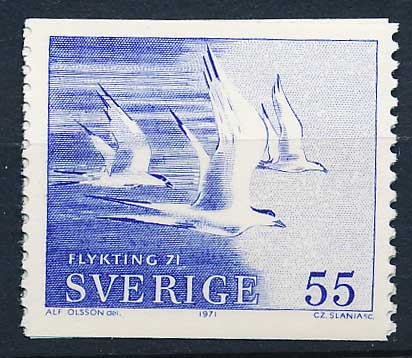 FLYKTING 71
SVERIGE 55
ALF OLSSON del. 1971 CZ. SLANIA SC.